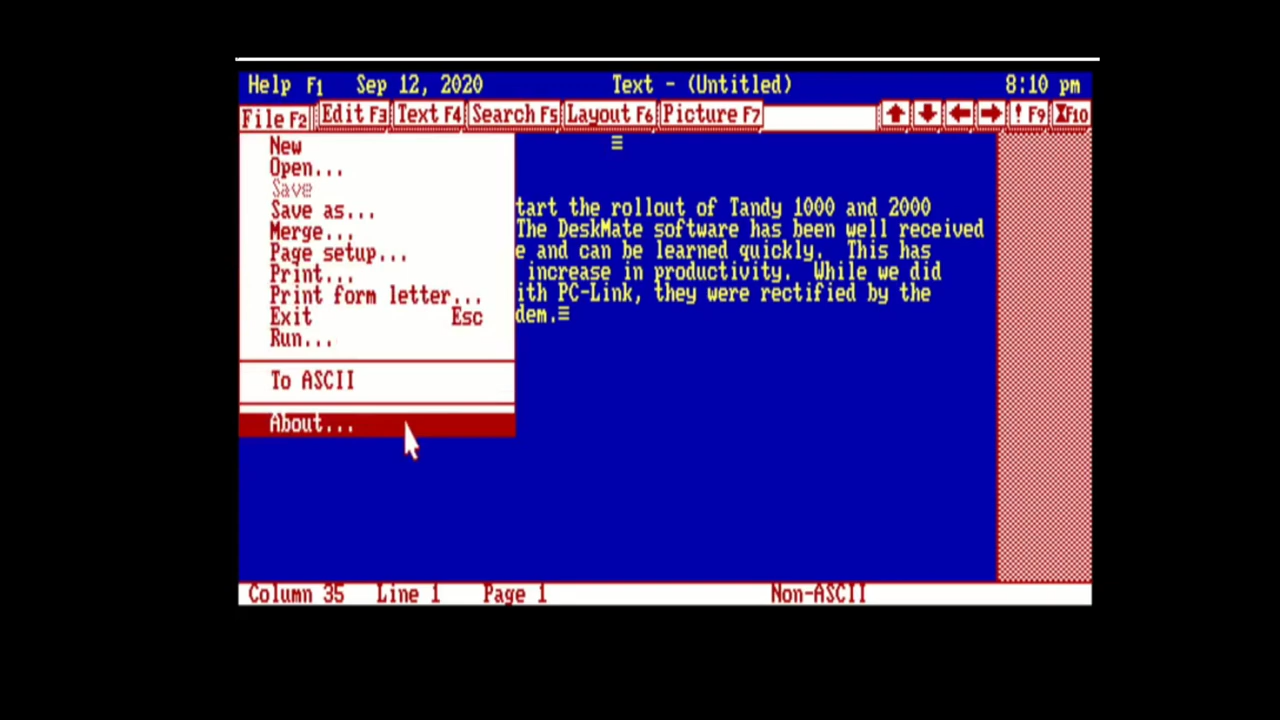 Help F1 Sep 12, 2020 Text - (Untitled) 8:10 pm
File F2 Edit F3 Text F4 Search F5 Layout F6 Picture F7 ! F9 F10
New
Open...
Save
Save as...
tart the rollout of Tandy 1000 and 2000
Merge...
The DeskMate software has been well received
Page setup...
e and can be learned quickly. This has
Print...
increase in productivity. While we did
Print form letter...
ith PC-Link, they were rectified by the
Exit Esc
dem.
Run...
To ASCII
About...
Column 35 Line 1 Page 1 Non-ASCII